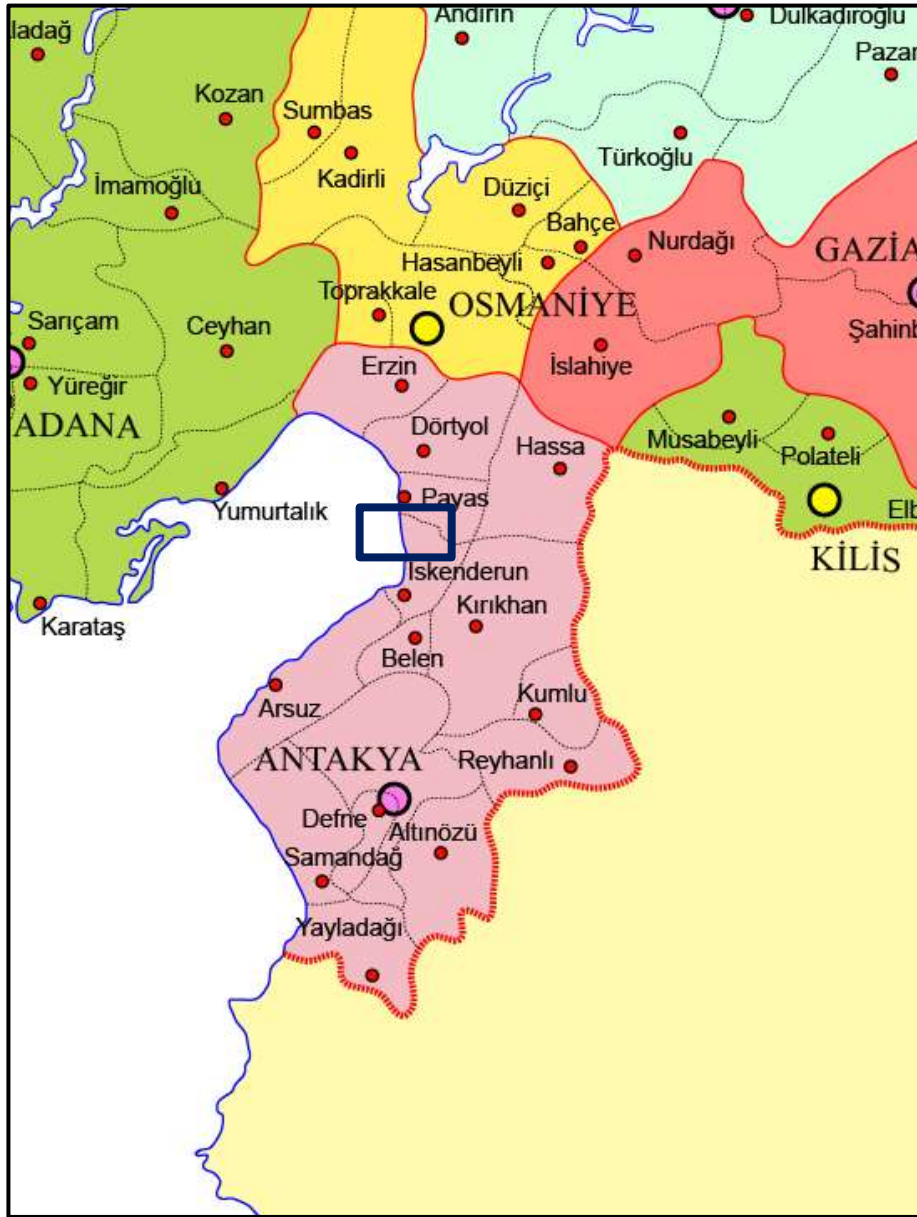 Andırın
Dulkadiroğlu
ladağ
Pazar
Kozan
Sumbas
Türkoğlu
Kadirli
İmamoğlu
Düziçi
Bahçe
Nurdağı
GAZİA
Hasanbeyli
Toprakkale
OSMANİYE
Sarıçam
Ceyhan
Şahinb
İslahiye
Erzin
Yüreğir
ADANA
Dörtyol
Musabeyli
Hassa
Polateli
Payas
Yumurtalık
Elb
KİLİS
İskenderun
Kırıkhan
Karataş
Belen
Kumlu
Arsuz
ANTAKYA
Reyhanlı
Defne
Altınözü
Samandağ
Yayladağı